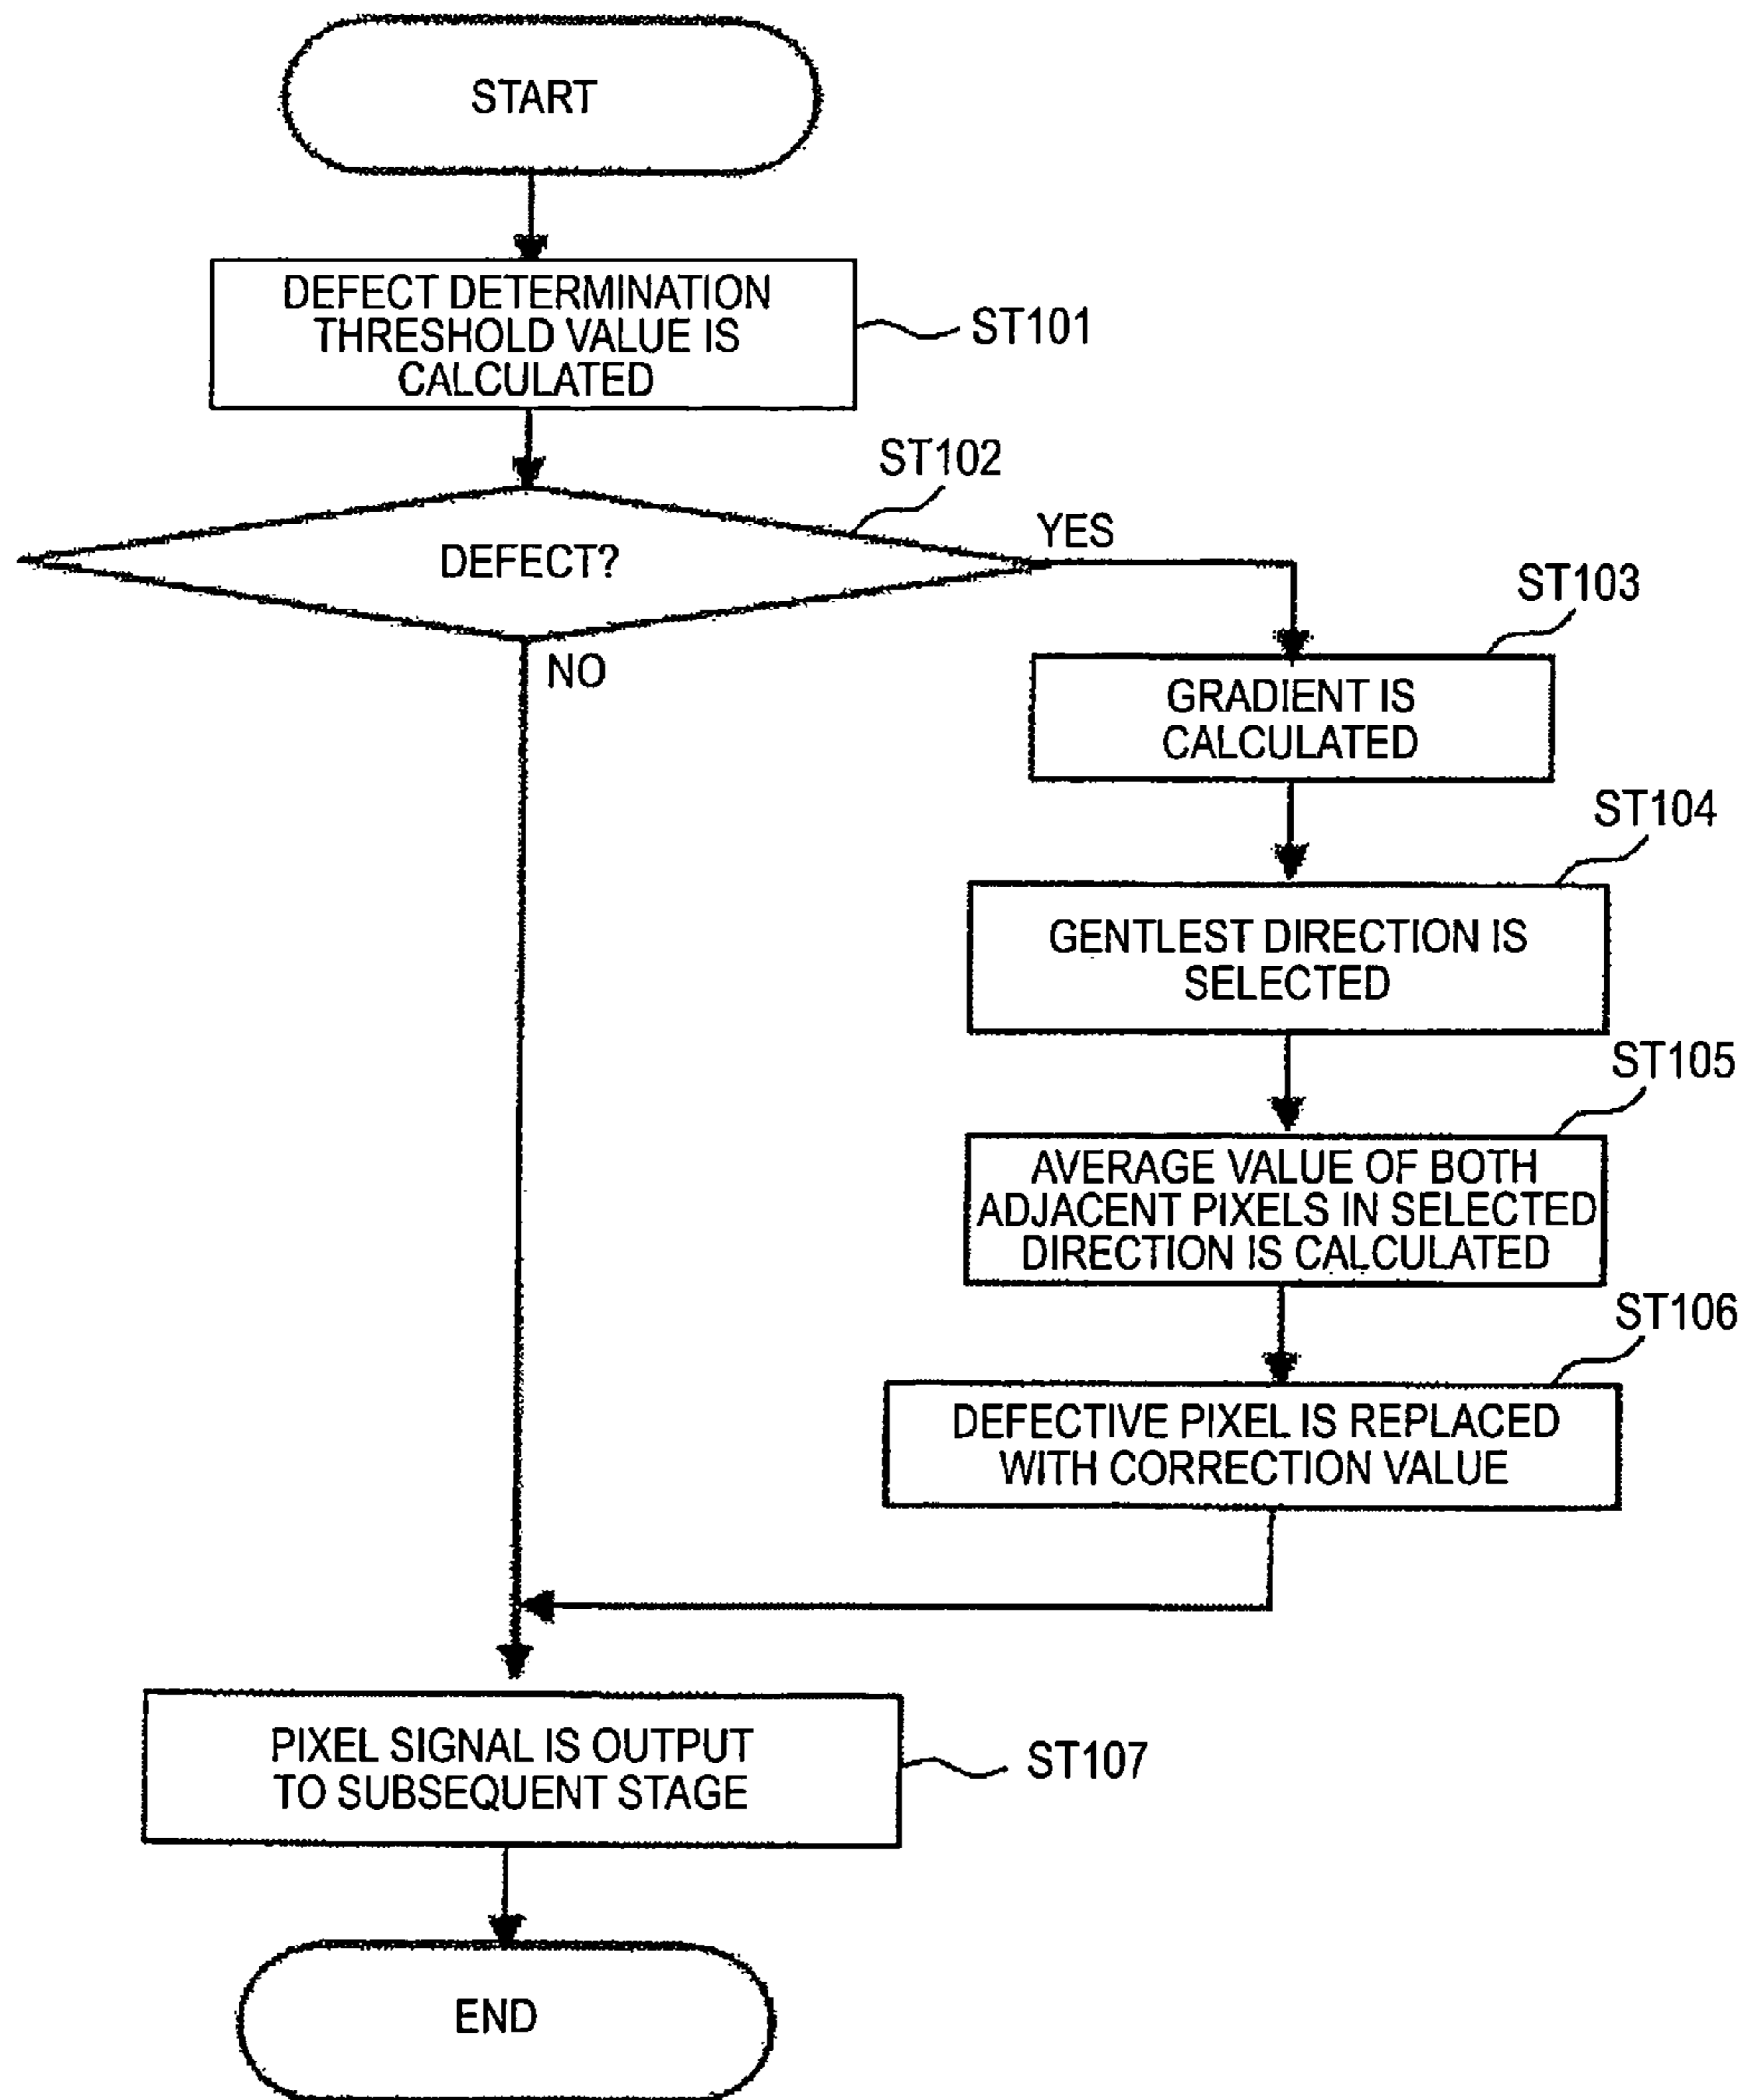 START
DEFECT DETERMINATION
THRESHOLD VALUE IS
CALCULATED
ST101
ST102
DEFECT?
YES
NO
ST103
GRADIENT IS
CALCULATED
ST104
GENTLEST DIRECTION IS
SELECTED
ST105
AVERAGE VALUE OF BOTH
ADJACENT PIXELS IN SELECTED
DIRECTION IS CALCULATED
ST106
DEFECTIVE PIXEL IS REPLACED
WITH CORRECTION VALUE
PIXEL SIGNAL IS OUTPUT
TO SUBSEQUENT STAGE
ST107
END